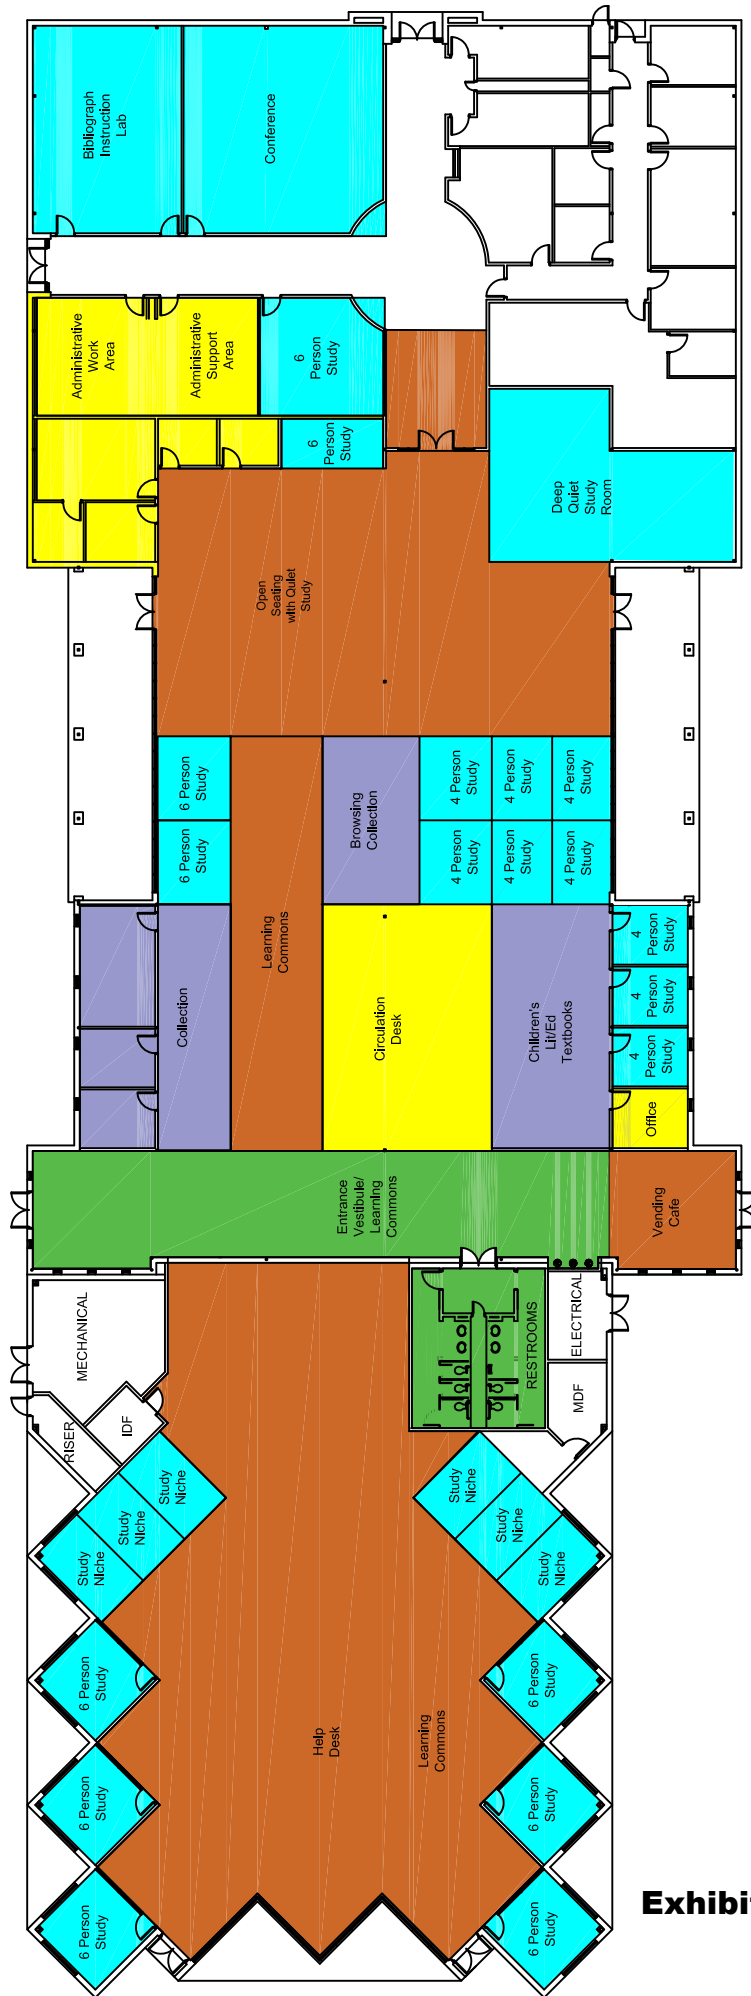 Bibliograph
Instruction
Lab
Conference
Administrative
Work
Area
Administrative
Support
Area
6
Person
Study
6
Person
Study
Deep
Quiet
Study
Room
Open
Seating
with Quiet
Study
6 Person
Study
Browsing
Collection
4 Person
Study
4 Person
Study
4 Person
Study
6 Person
Study
4 Person
Study
4 Person
Study
4 Person
Study
Collection
Learning
Commons
Circulation
Desk
Children's
Lit/Ed
Textbooks
4
Person
Study
4
Person
Study
4
Person
Study
Office
Entrance
Vestibule/
Learning
Commons
Vending
Cafe
MECHANICAL
RISER
IDF
RESTROOMS
ELECTRICAL
MDF
Study
Niche
Study
Niche
Study
Niche
Study
Niche
Study
Niche
Study
Niche
6 Person
Study
6 Person
Study
Help
Desk
Learning
Commons
6 Person
Study
6 Person
Study
6 Person
Study
6 Person
Study
Exhibit